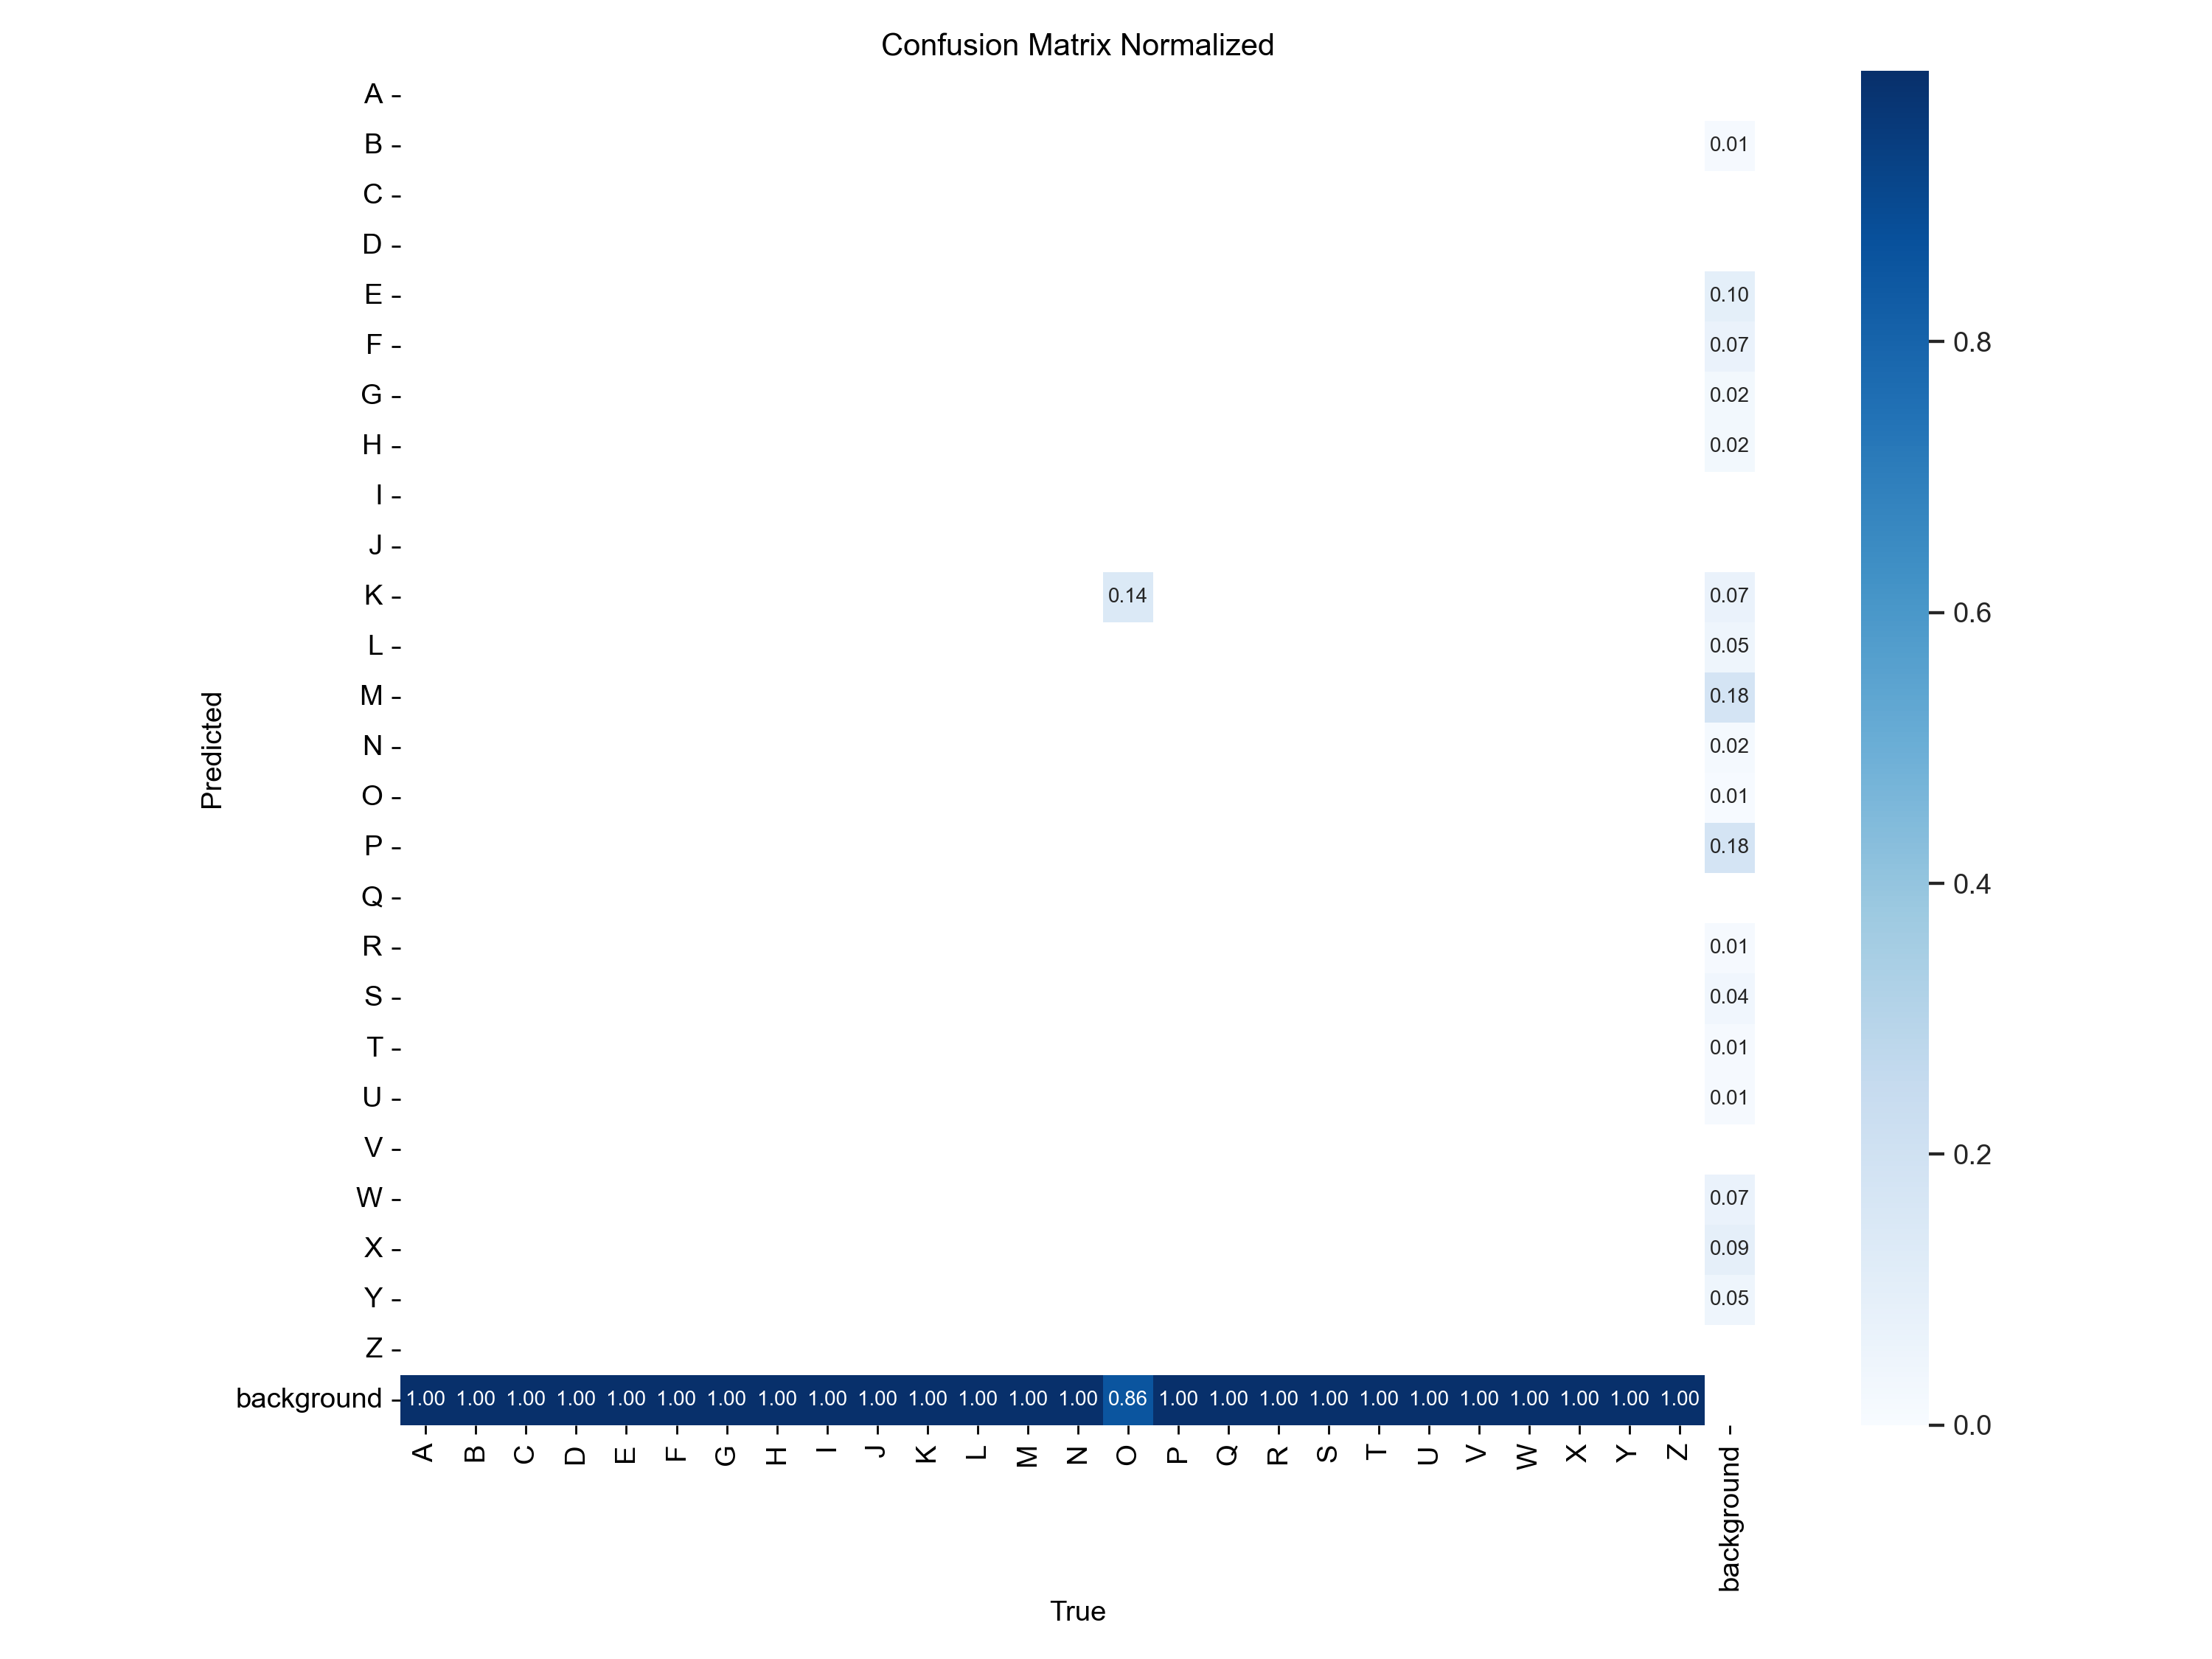 Confusion Matrix Normalized
A
B 0.01
C
D
E 0.10
F 0.07
G 0.02
H 0.02
I
J
K 0.14 0.07
L 0.05
M 0.18
N 0.02
O 0.01
P 0.18
Q
R 0.01
S 0.04
T 0.01
U 0.01
V
W 0.07
X 0.09
Y 0.05
Z
background 1.00 1.00 1.00 1.00 1.00 1.00 1.00 1.00 1.00 1.00 1.00 1.00 1.00 1.00 0.86 1.00 1.00 1.00 1.00 1.00 1.00 1.00 1.00 1.00 1.00 1.00
A B C D E F G H I J K L M N O P Q R S T U V W X Y Z background
True
Predicted
0.8
0.6
0.4
0.2
0.0